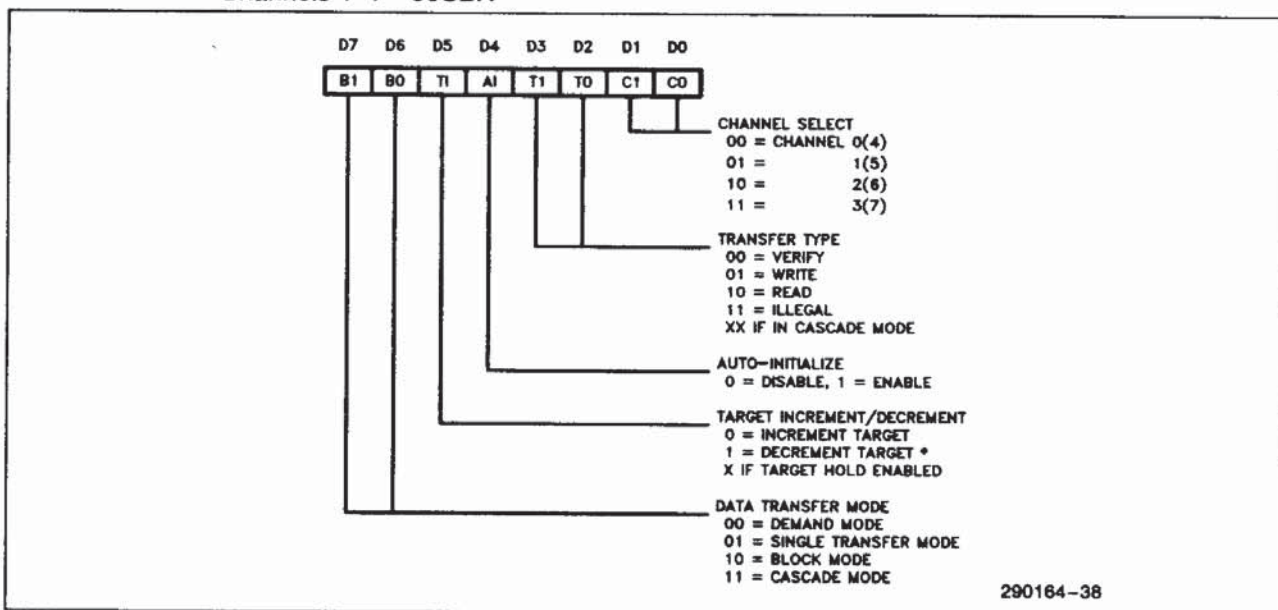 D7 D6 D5 D4 D3 D2 D1 D0
B1 B0 TI AI T1 T0 C1 C0
CHANNEL SELECT
00 = CHANNEL 0(4)
01 = 1(5)
10 = 2(6)
11 = 3(7)
TRANSFER TYPE
00 = VERIFY
01 = WRITE
10 = READ
11 = ILLEGAL
XX IF IN CASCADE MODE
AUTO-INITIALIZE
0 = DISABLE, 1 = ENABLE
TARGET INCREMENT/DECREMENT
0 = INCREMENT TARGET
1 = DECREMENT TARGET *
X IF TARGET HOLD ENABLED
DATA TRANSFER MODE
00 = DEMAND MODE
01 = SINGLE TRANSFER MODE
10 = BLOCK MODE
11 = CASCADE MODE
290164-38